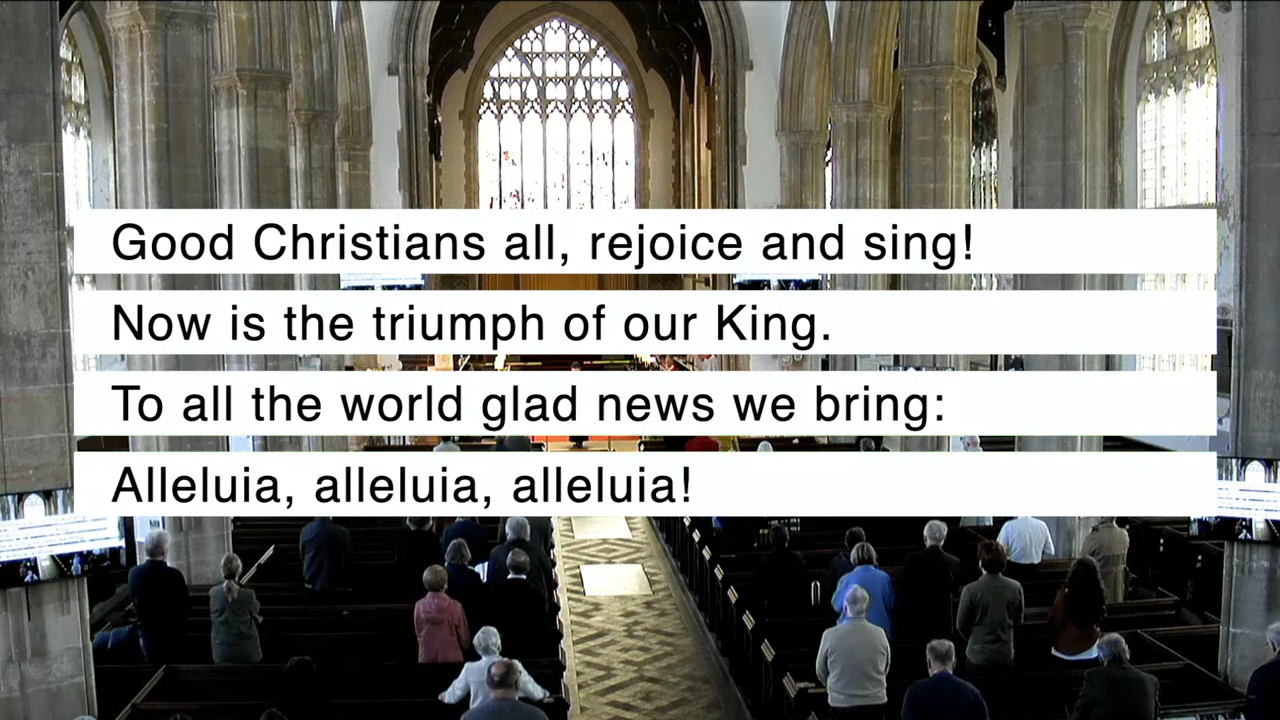 Good Christians all, rejoice and sing!
Now is the triumph of our King.
To all the world glad news we bring:
Alleluia, alleluia, alleluia!